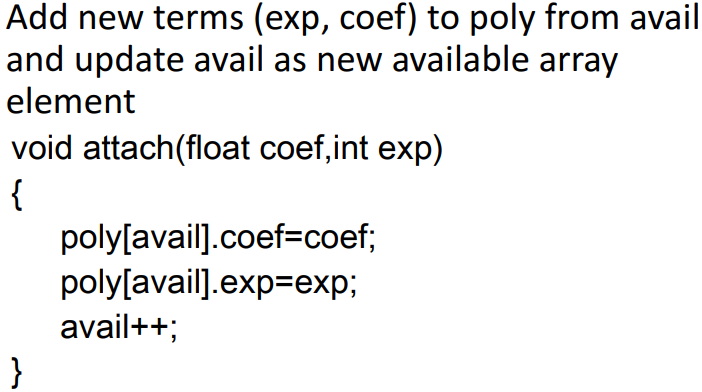 Add new terms (exp, coef) to poly from avail
and update avail as new available array
element
void attach(float coef,int exp)
{
poly[avail].coef=coef;
poly[avail].exp=exp;
avail++;
}